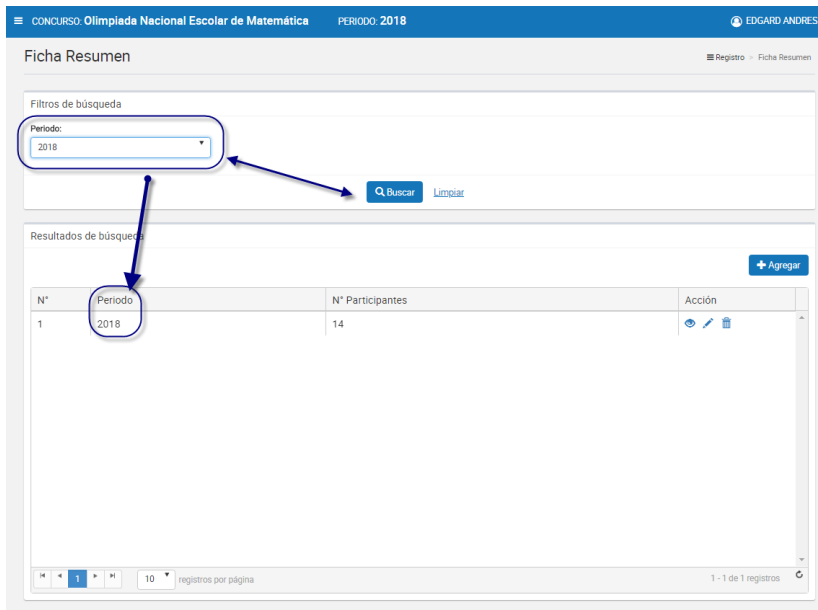 CONCURSO: Olimpiada Nacional Escolar de Matemática PERIODO: 2018 EDGARD ANDRES
Ficha Resumen
Registro > Ficha Resumen
Filtros de búsqueda
Periodo:
2018
Buscar Limpiar
Resultados de búsqueda
Agregar
N° Periodo N° Participantes Acción
1 2018 14
1 10 registros por página 1 - 1 de 1 registros